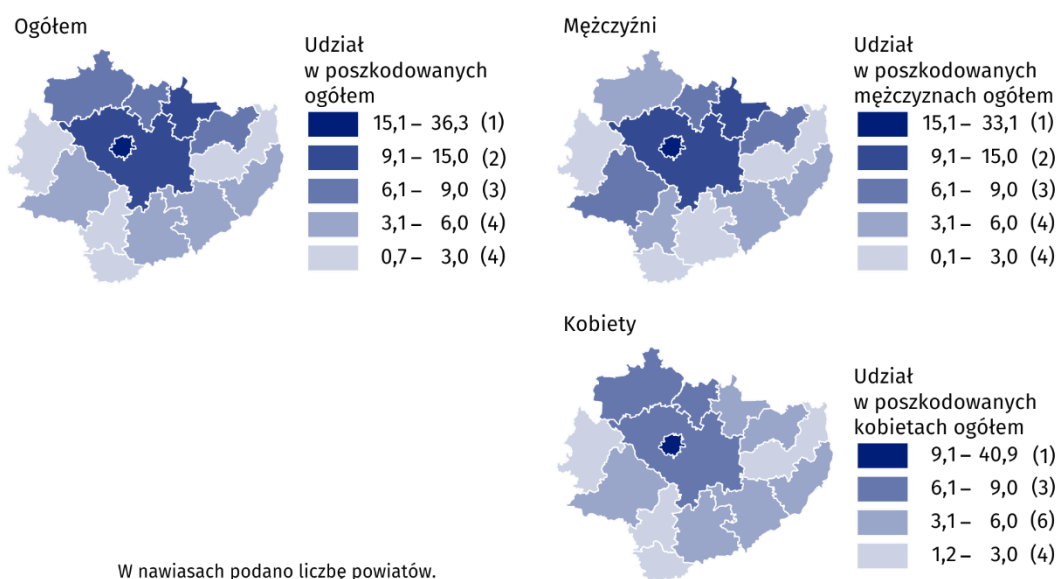 Ogółem
Udział
w poszkodowanych
ogółem
15,1 – 36,3 (1)
9,1 – 15,0 (2)
6,1 – 9,0 (3)
3,1 – 6,0 (4)
0,7 – 3,0 (4)
Mężczyźni
Udział
w poszkodowanych
mężczyznach ogółem
15,1 – 33,1 (1)
9,1 – 15,0 (2)
6,1 – 9,0 (3)
3,1 – 6,0 (4)
0,1 – 3,0 (4)
Kobiety
Udział
w poszkodowanych
kobietach ogółem
9,1 – 40,9 (1)
6,1 – 9,0 (3)
3,1 – 6,0 (6)
1,2 – 3,0 (4)
W nawiasach podano liczbę powiatów.